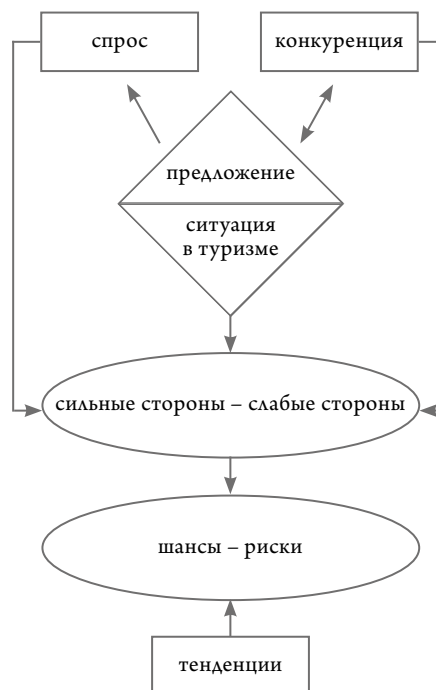 спрос
конкуренция
предложение
ситуация
в туризме
сильные стороны – слабые стороны
шансы – риски
тенденции